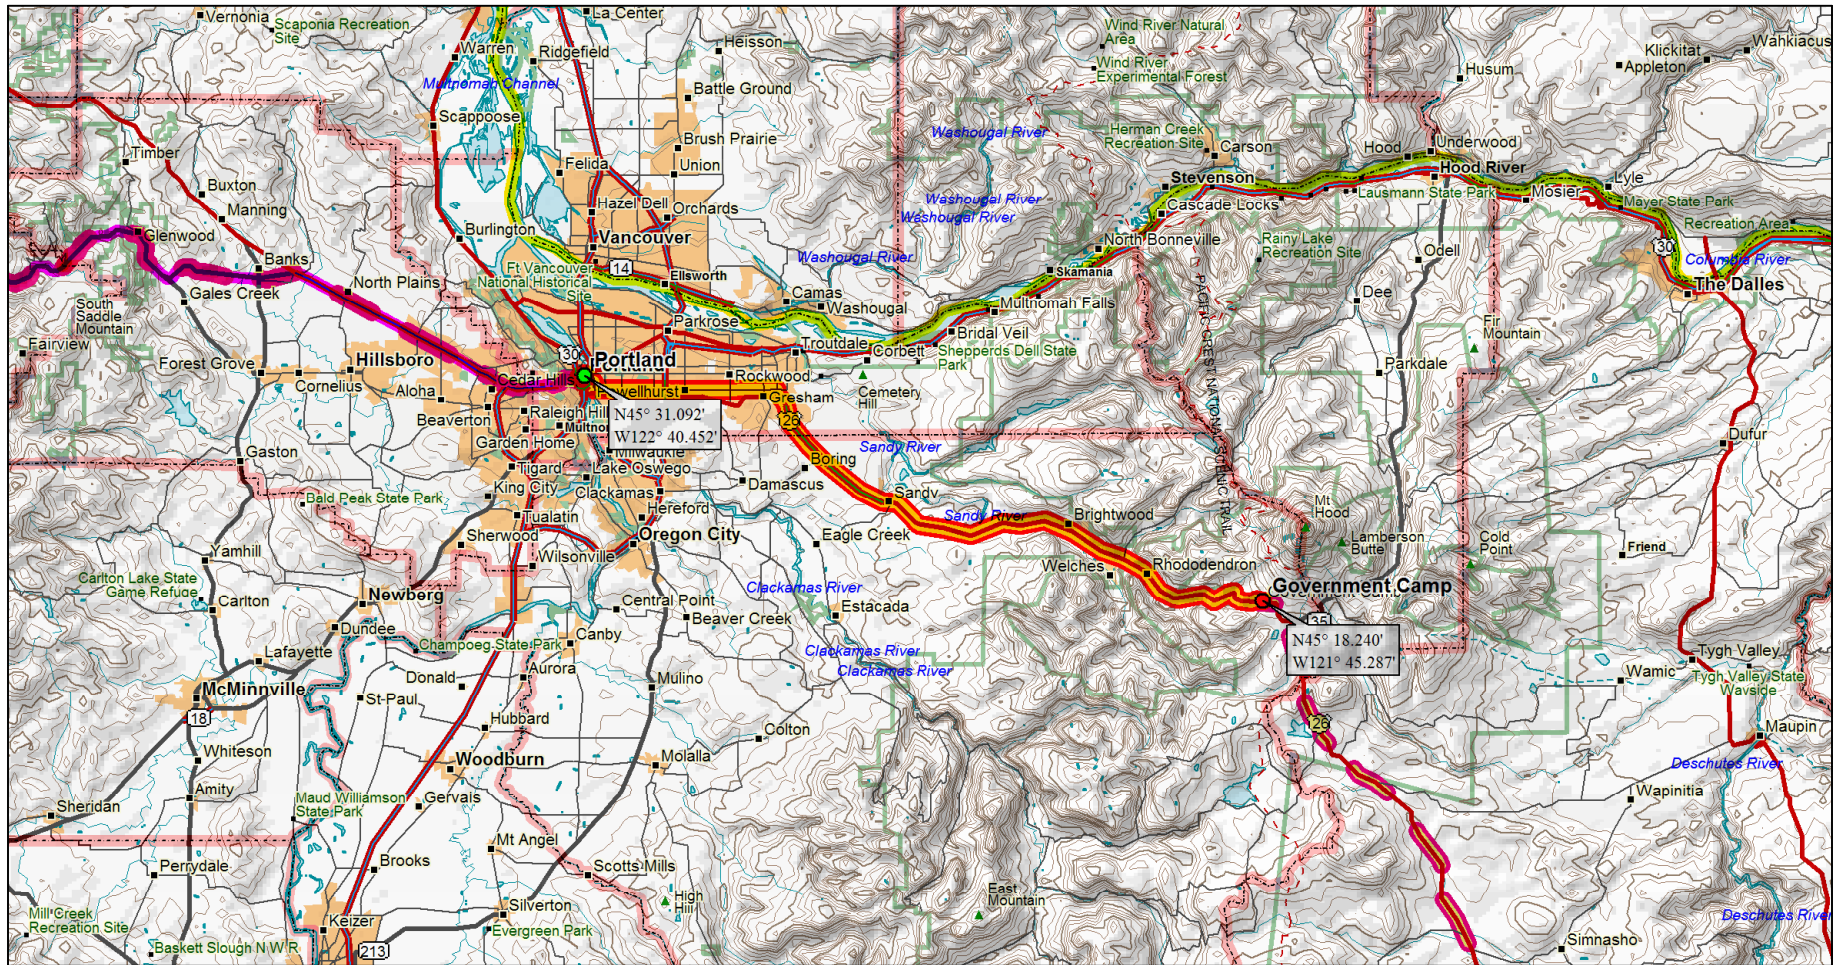 Vernonia
Scaponia Recreation
Site
La Center
Warren
Ridgefield
Heisson
Wind River Natural
Area
Wind River
Experimental Forest
Husum
Klickitat
Appleton
Wahkiacus
Multnomah Channel
Battle Ground
Scappoose
Brush Prairie
Washougal River
Herman Creek
Recreation Site
Carson
Hood
Underwood
Timber
Felida
Union
Stevenson
Hood River
Buxton
Lausmann State Park
Mosier
Lyle
Mayer State Park
Manning
Hazel Dell
Orchards
Washougal River
Washougal River
Cascade Locks
Recreation Area
Glenwood
Burlington
Vancouver
North Bonneville
Rainy Lake
Recreation Site
Odell
30
Banks
Ft Vancouver
National Historical
Site
14
Ellsworth
Washougal River
Skamania
Columbia River
The Dalles
Gales Creek
North Plains
Camas
Washougal
Multnomah Falls
Dee
South
Saddle
Mountain
Parkrose
Bridal Veil
PACIFIC CREST NATIONAL SCENIC TRAIL
Fir
Mountain
Fairview
Forest Grove
Hillsboro
30
Portland
Troutdale
Corbett
Shepperds Dell State
Park
Parkdale
Cornelius
Aloha
Cedar Hills
Powellhurst
Rockwood
Gresham
Cemetery
Hill
Beaverton
Raleigh Hill
Garden Home
Multnor
N45° 31.092'
W122° 40.452'
26
Dufur
Gaston
Milwaukie
Sandy River
Tigard
Lake Oswego
Boring
King City
Clackamas
Damascus
Sandy
Bald Peak State Park
Hereford
Sandy River
Brightwood
Mt
Hood
Tualatin
Sherwood
Oregon City
Eagle Creek
Lamberson
Butte
Cold
Point
Friend
Yamhill
Wilsonville
Welches
Rhododendron
Carlton Lake State
Game Refuge
Newberg
Clackamas River
Government Camp
Carlton
Central Point
Estacada
35
Dundee
Canby
Beaver Creek
N45° 18.240'
W121° 45.287'
Lafayette
Champoeg State Park
Clackamas River
Clackamas River
Tygh Valley
Aurora
Wamic
Tygh Valley State
Wayside
McMinnville
St-Paul
Donald
Mulino
18
Hubbard
Colton
26
Maupin
Whiteson
Woodburn
Molalla
Deschutes River
Amity
Maud Williamson
State Park
Gervais
Wapinitia
Sheridan
Mt Angel
Perrydale
Brooks
Scotts Mills
High
Hill
East
Mountain
Mill Creek
Recreation Site
Keizer
Silverton
Evergreen Park
Deschutes River
Baskett Slough N W R
213
Simnasho